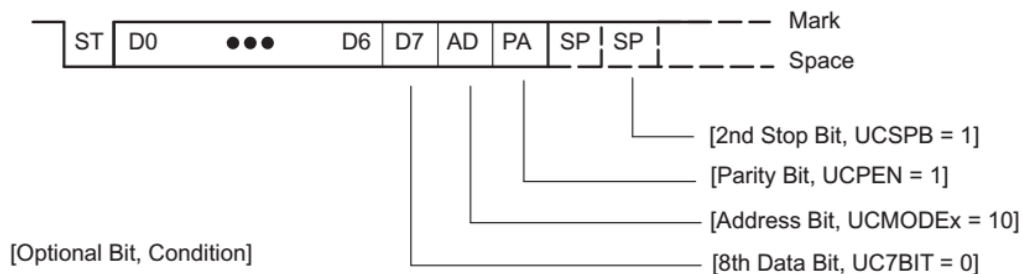 Mark
ST D0 ●●● D6 D7 AD PA SP SP
Space
[2nd Stop Bit, UCSPB = 1]
[Parity Bit, UCPEN = 1]
[Address Bit, UCMODEx = 10]
[Optional Bit, Condition]
[8th Data Bit, UC7BIT = 0]